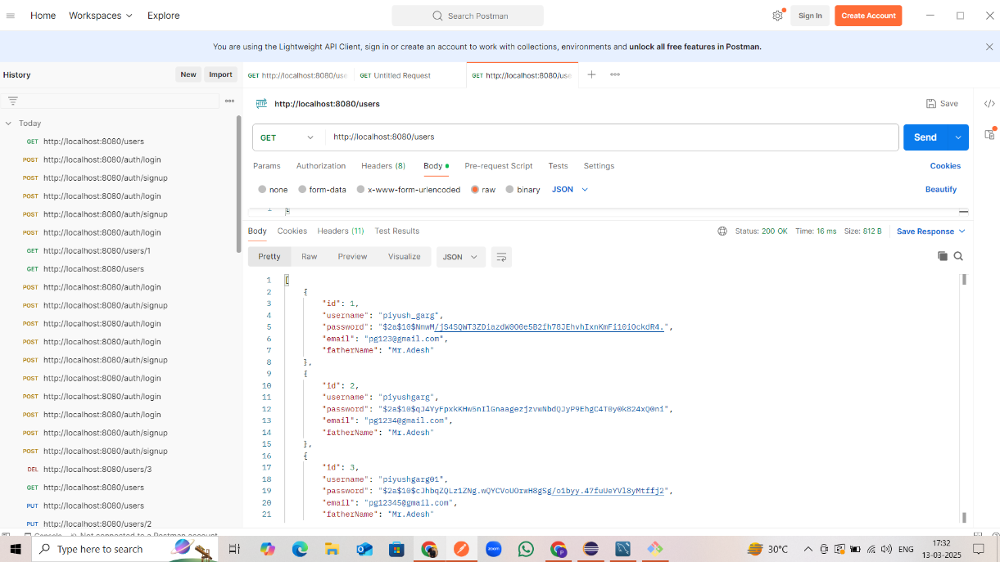 Home Workspaces Explore Search Postman Sign In Create Account
You are using the Lightweight API Client, sign in or create an account to work with collections, environments and unlock all free features in Postman.
History New Import
GET http://localhost:8080/use GET Untitled Request GET http://localhost:8080/use
HTTP http://localhost:8080/users Save
Today
GET http://localhost:8080/users
POST http://localhost:8080/auth/login
POST http://localhost:8080/auth/signup
POST http://localhost:8080/auth/login
POST http://localhost:8080/auth/signup
POST http://localhost:8080/auth/login
GET http://localhost:8080/users/1
GET http://localhost:8080/users
POST http://localhost:8080/auth/login
POST http://localhost:8080/auth/signup
POST http://localhost:8080/auth/login
POST http://localhost:8080/auth/login
POST http://localhost:8080/auth/signup
POST http://localhost:8080/auth/login
POST http://localhost:8080/auth/login
POST http://localhost:8080/auth/login
POST http://localhost:8080/auth/signup
POST http://localhost:8080/auth/signup
DEL http://localhost:8080/users/3
GET http://localhost:8080/users
PUT http://localhost:8080/users
PUT http://localhost:8080/users/2
GET http://localhost:8080/users Send
Params Authorization Headers (8) Body Pre-request Script Tests Settings Cookies
none form-data x-www-form-urlencoded raw binary JSON Beautify
Body Cookies Headers (11) Test Results Status: 200 OK Time: 16 ms Size: 812 B Save Response
Pretty Raw Preview Visualize JSON
1 [
2 {
3 "id": 1,
4 "username": "piyush_garg",
5 "password": "$2a$10$NmwM/jS4SQWT3ZDiazdW0O0e5B2fh78JEhvhIxnKmFi10iOckdR4.",
6 "email": "pg123@gmail.com",
7 "fatherName": "Mr.Adesh"
8 },
9 {
10 "id": 2,
11 "username": "piyushgarg",
12 "password": "$2a$10$qJ4YyFpxkKHw5nIlGnaagezjzvwNbdQJyP9EhgC4T0y0k824xQ0ni",
13 "email": "pg1234@gmail.com",
14 "fatherName": "Mr.Adesh"
15 },
16 {
17 "id": 3,
18 "username": "piyushgarg01",
19 "password": "$2a$10$cJhbqZQLz1ZNg.wQYCVoUOrwH8gSg/o1byy.47fuUeYVl8yMtffj2",
20 "email": "pg12345@gmail.com",
21 "fatherName": "Mr.Adesh"
Console Not connected to a Postman account
Type here to search zoom P 30°C ENG 17:32
13-03-2025